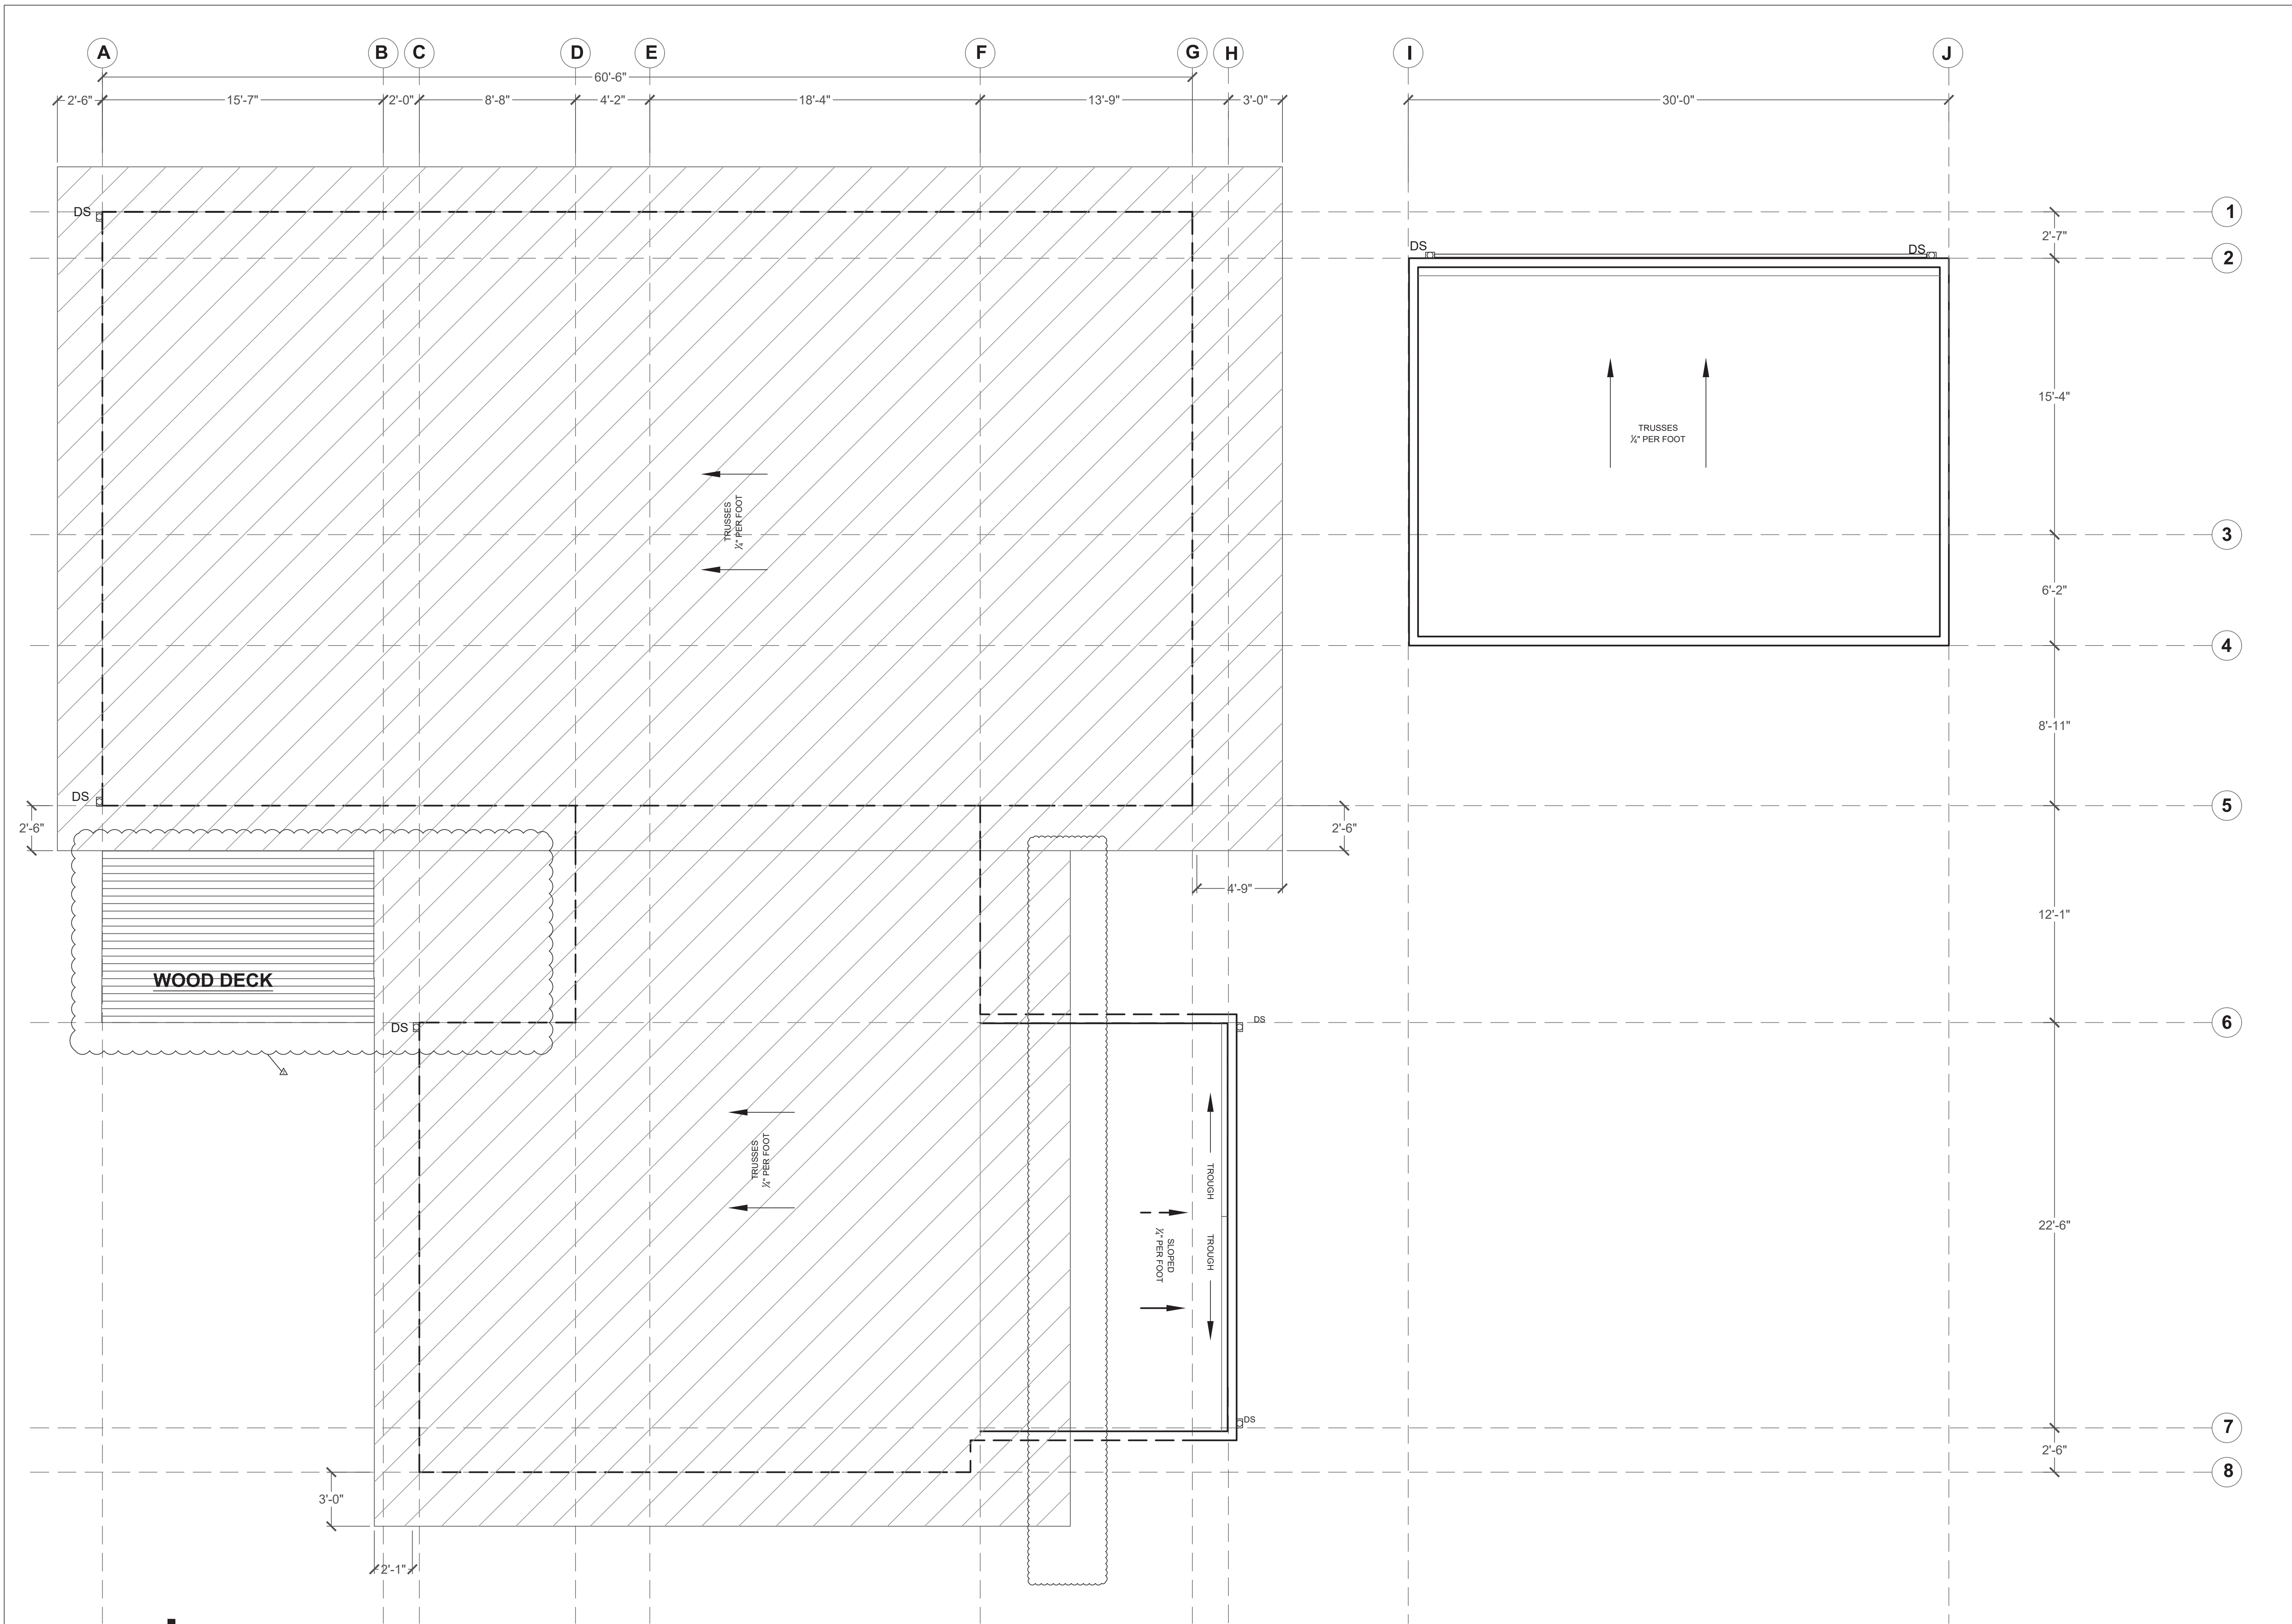 A B C D E F G H I J
60'-6"
2'-6" 15'-7" 2'-0" 8'-8" 4'-2" 18'-4" 13'-9" 3'-0" 30'-0"
DS
1
2'-7"
DS DS
2
15'-4"
TRUSSES
¼" PER FOOT
TRUSSES
¼" PER FOOT
3
6'-2"
4
8'-11"
DS
5
2'-6"
2'-6"
4'-9"
12'-1"
WOOD DECK
DS
DS
6
TRUSSES
¼" PER FOOT
TROUGH
SLOPED
¼" PER FOOT
TROUGH
22'-6"
DS
7
2'-6"
8
3'-0"
2'-1"